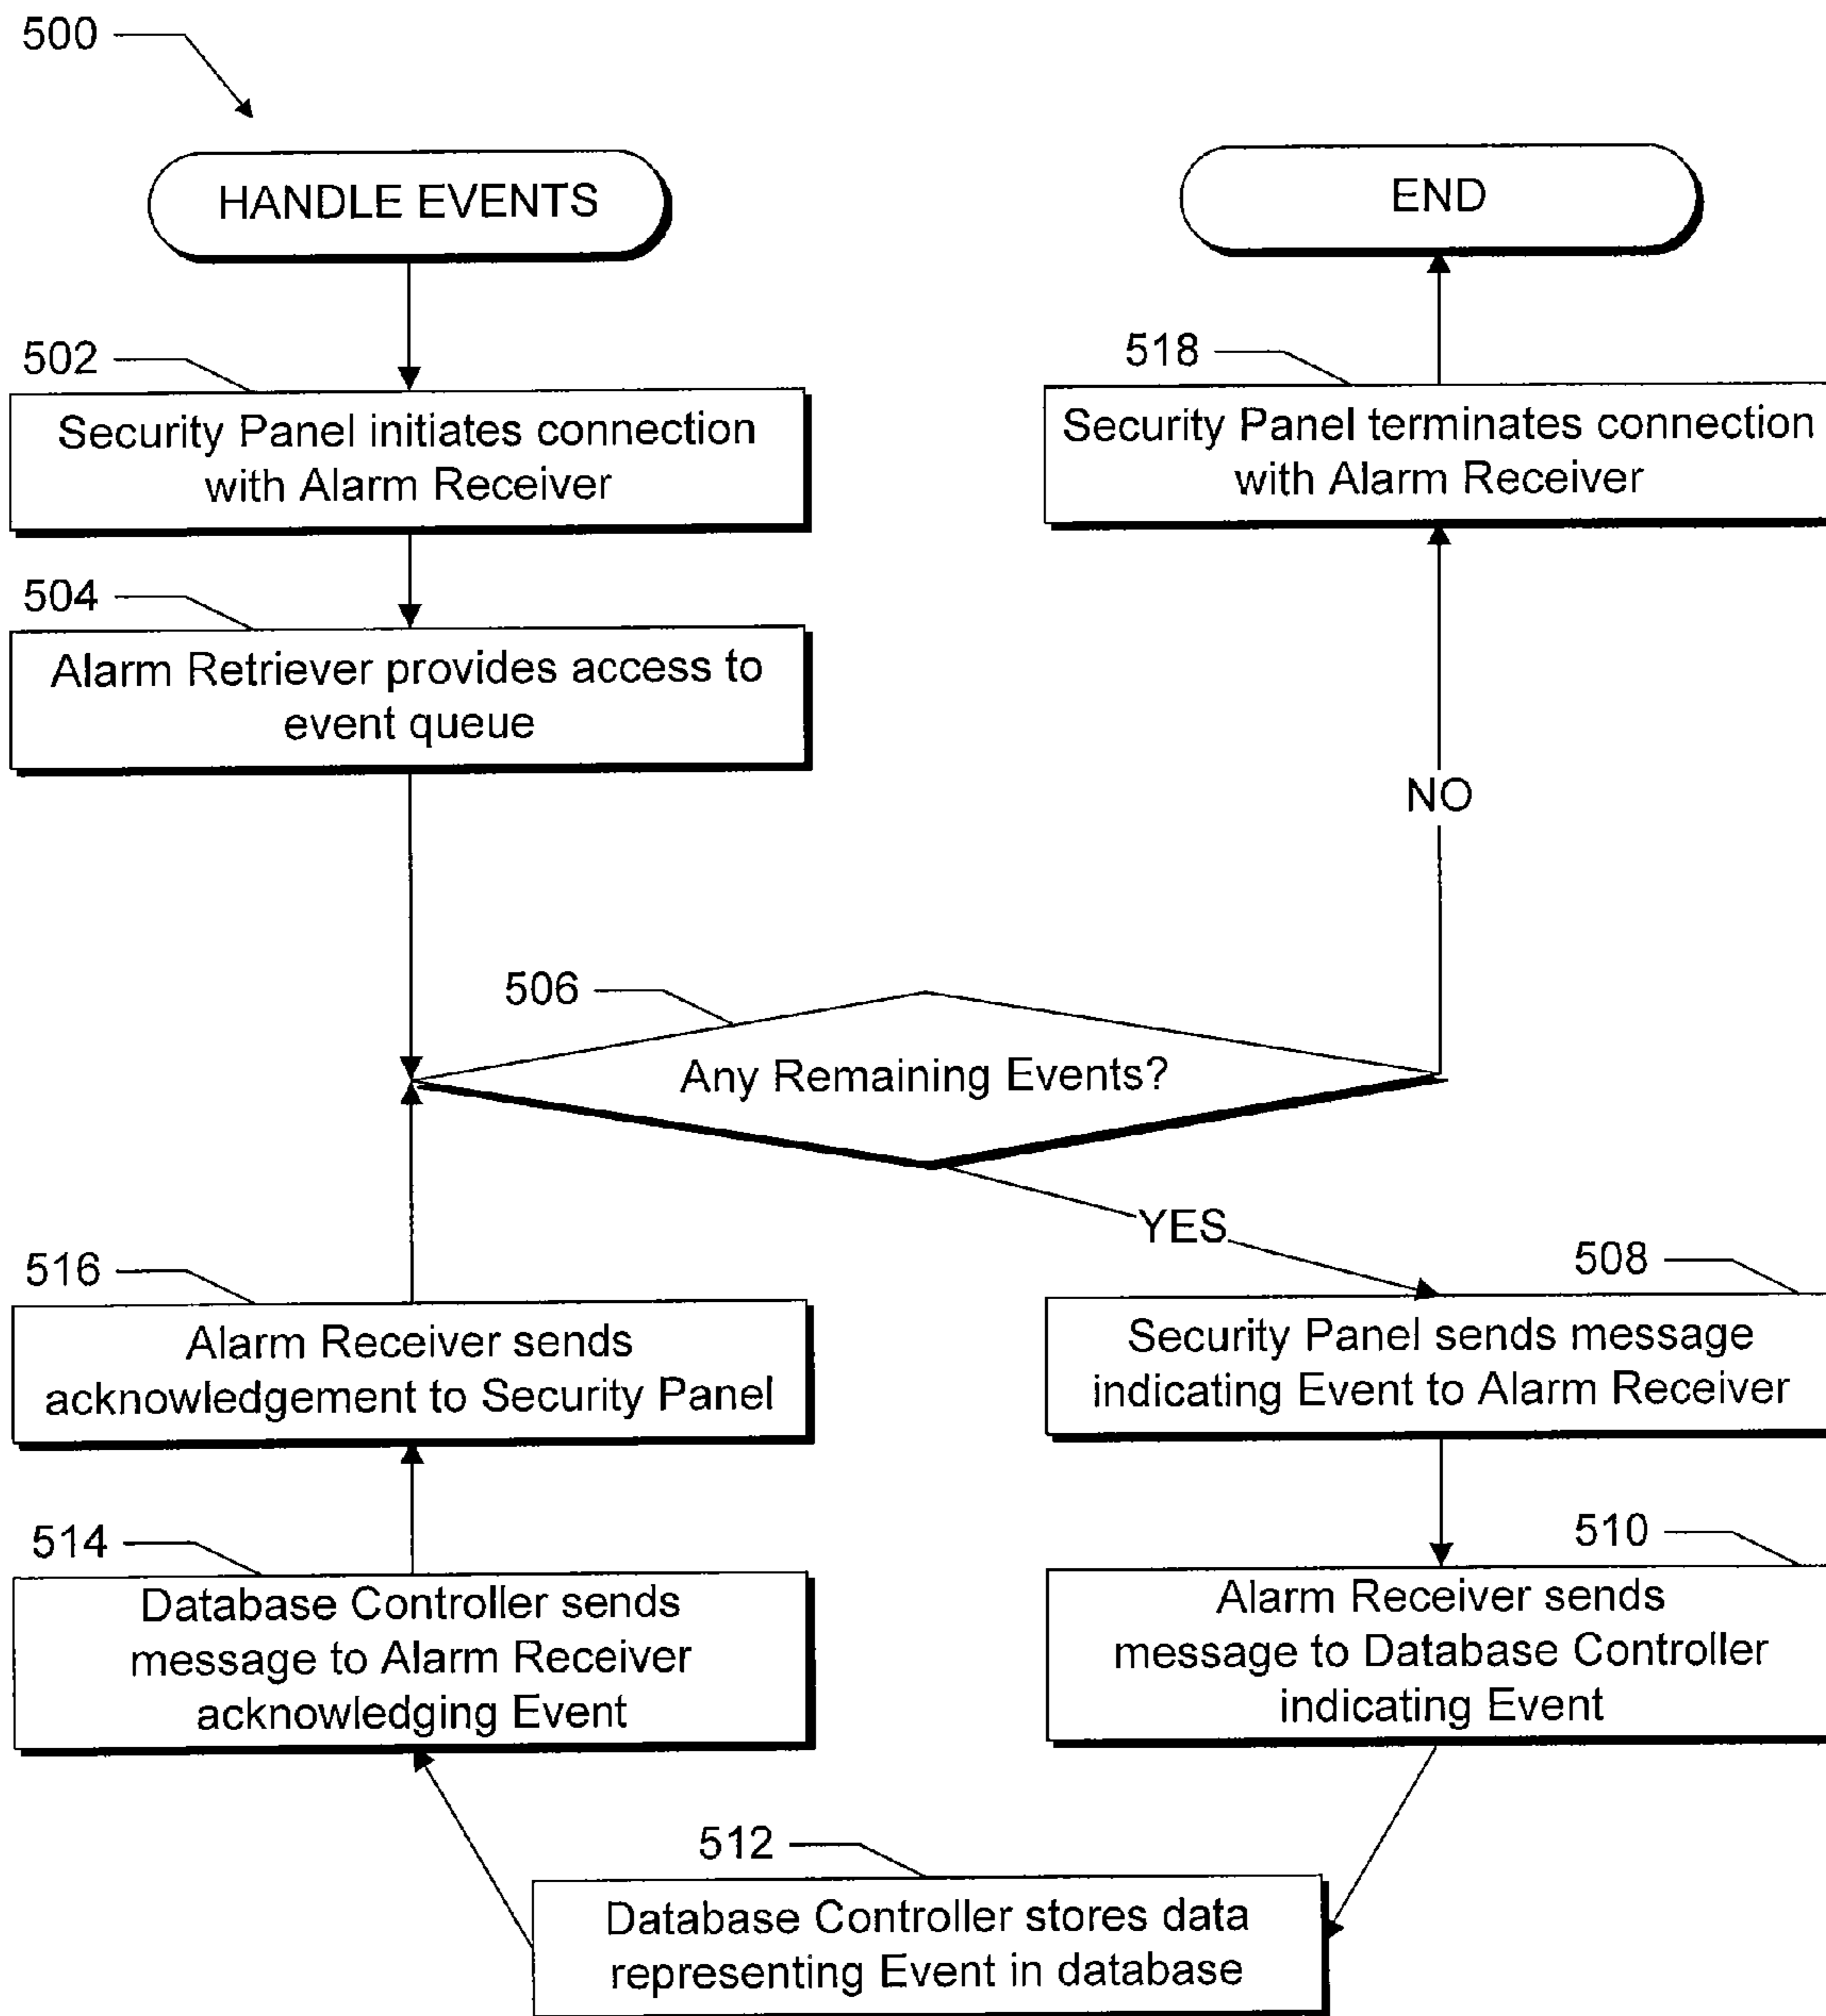 500
HANDLE EVENTS
END
502
Security Panel initiates connection
with Alarm Receiver
518
Security Panel terminates connection
with Alarm Receiver
504
Alarm Retriever provides access to
event queue
NO
506
Any Remaining Events?
YES
516
Alarm Receiver sends
acknowledgement to Security Panel
508
Security Panel sends message
indicating Event to Alarm Receiver
514
Database Controller sends
message to Alarm Receiver
acknowledging Event
510
Alarm Receiver sends
message to Database Controller
indicating Event
512
Database Controller stores data
representing Event in database